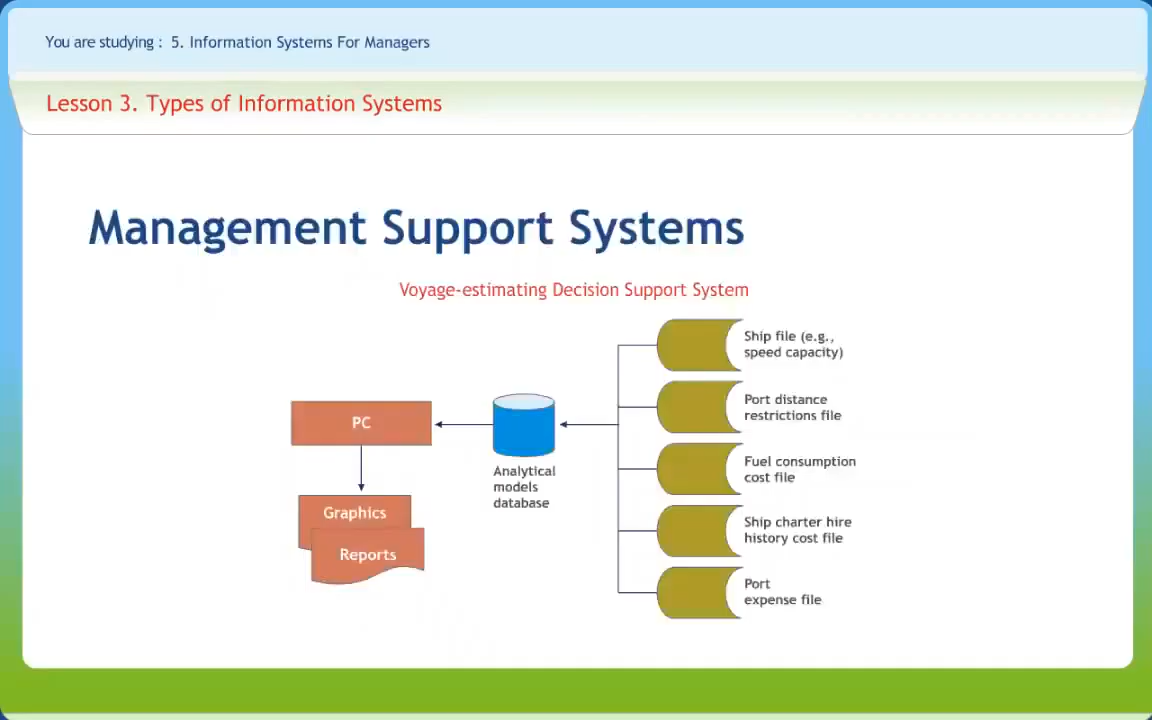 You are studying : 5. Information Systems For Managers
Lesson 3. Types of Information Systems
Management Support Systems
Voyage-estimating Decision Support System
PC
Graphics
Reports
Analytical
models
database
Ship file (e.g.,
speed capacity)
Port distance
restrictions file
Fuel consumption
cost file
Ship charter hire
history cost file
Port
expense file